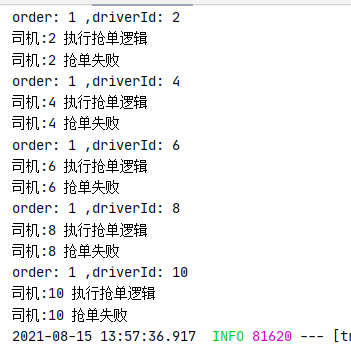 order: 1 ,driverId: 2
司机:2 执行抢单逻辑
司机:2 抢单失败
order: 1 ,driverId: 4
司机:4 执行抢单逻辑
司机:4 抢单失败
order: 1 ,driverId: 6
司机:6 执行抢单逻辑
司机:6 抢单失败
order: 1 ,driverId: 8
司机:8 执行抢单逻辑
司机:8 抢单失败
order: 1 ,driverId: 10
司机:10 执行抢单逻辑
司机:10 抢单失败
2021-08-15 13:57:36.917  INFO 81620 --- [t